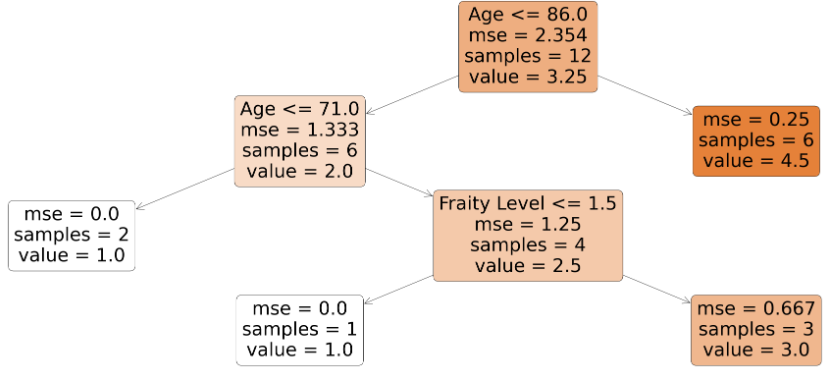 Age <= 86.0
mse = 2.354
samples = 12
value = 3.25
Age <= 71.0
mse = 1.333
samples = 6
value = 2.0
mse = 0.25
samples = 6
value = 4.5
mse = 0.0
samples = 2
value = 1.0
Fraity Level <= 1.5
mse = 1.25
samples = 4
value = 2.5
mse = 0.0
samples = 1
value = 1.0
mse = 0.667
samples = 3
value = 3.0